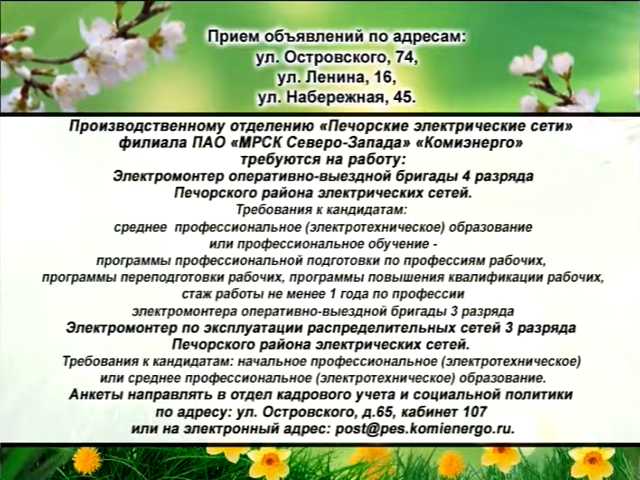 Прием объявлений по адресам:
ул. Островского, 74,
ул. Ленина, 16,
ул. Набережная, 45.
Производственному отделению «Печорские электрические сети»
филиала ПАО «МРСК Северо-Запада» «Комиэнерго»
требуются на работу:
Электромонтер оперативно-выездной бригады 4 разряда
Печорского района электрических сетей.
Требования к кандидатам:
среднее профессиональное (электротехническое) образование
или профессиональное обучение -
программы профессиональной подготовки по профессиям рабочих,
программы переподготовки рабочих, программы повышения квалификации рабочих,
стаж работы не менее 1 года по профессии
электромонтера оперативно-выездной бригады 3 разряда
Электромонтер по эксплуатации распределительных сетей 3 разряда
Печорского района электрических сетей.
Требования к кандидатам: начальное профессиональное (электротехническое)
или среднее профессиональное (электротехническое) образование.
Анкеты направлять в отдел кадрового учета и социальной политики
по адресу: ул. Островского, д.65, кабинет 107
или на электронный адрес: post@pes.komienergo.ru.